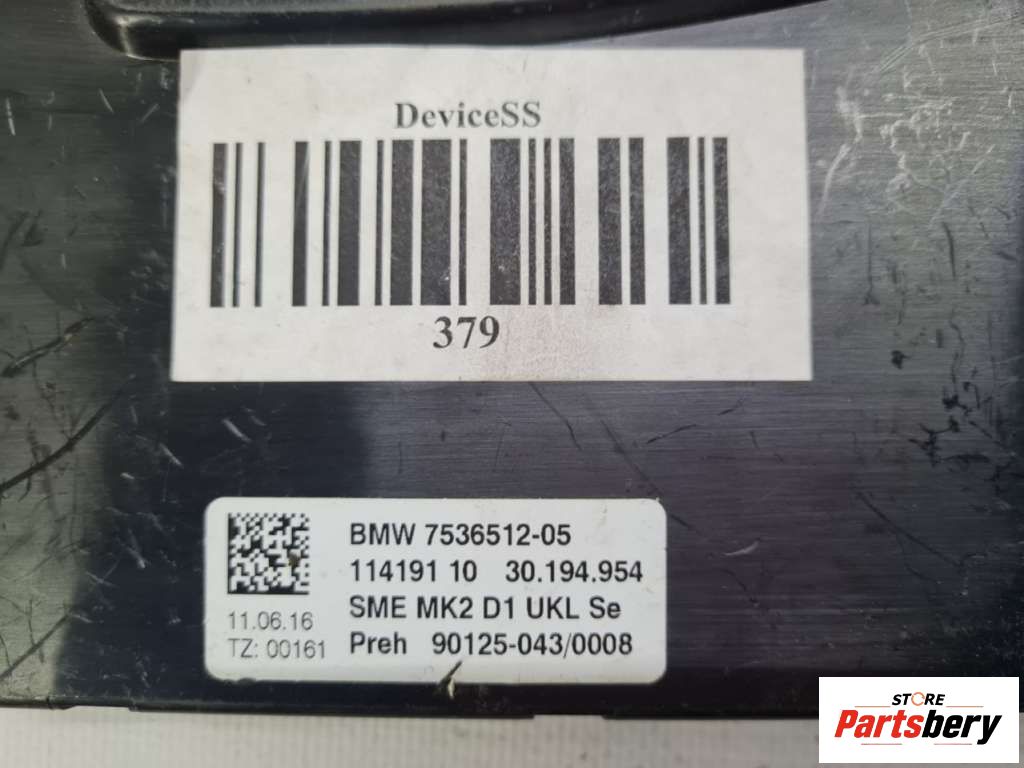 DeviceSS
379
BMW 7536512-05
114191 10 30.194.954
SME MK2 D1 UKL Se
11.06.16
TZ: 00161
Preh 90125-043/0008
STORE
Partsbery